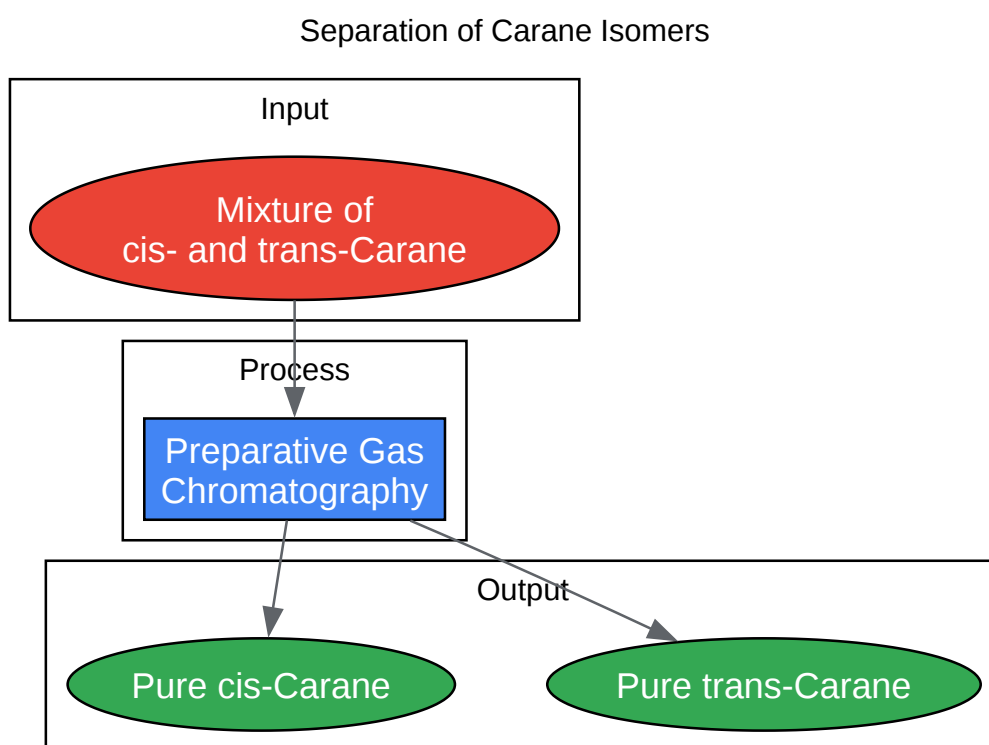 Separation of Carane Isomers
Input
Mixture of
cis- and trans-Carane
Process
Preparative Gas
Chromatography
Output
Pure cis-Carane
Pure trans-Carane